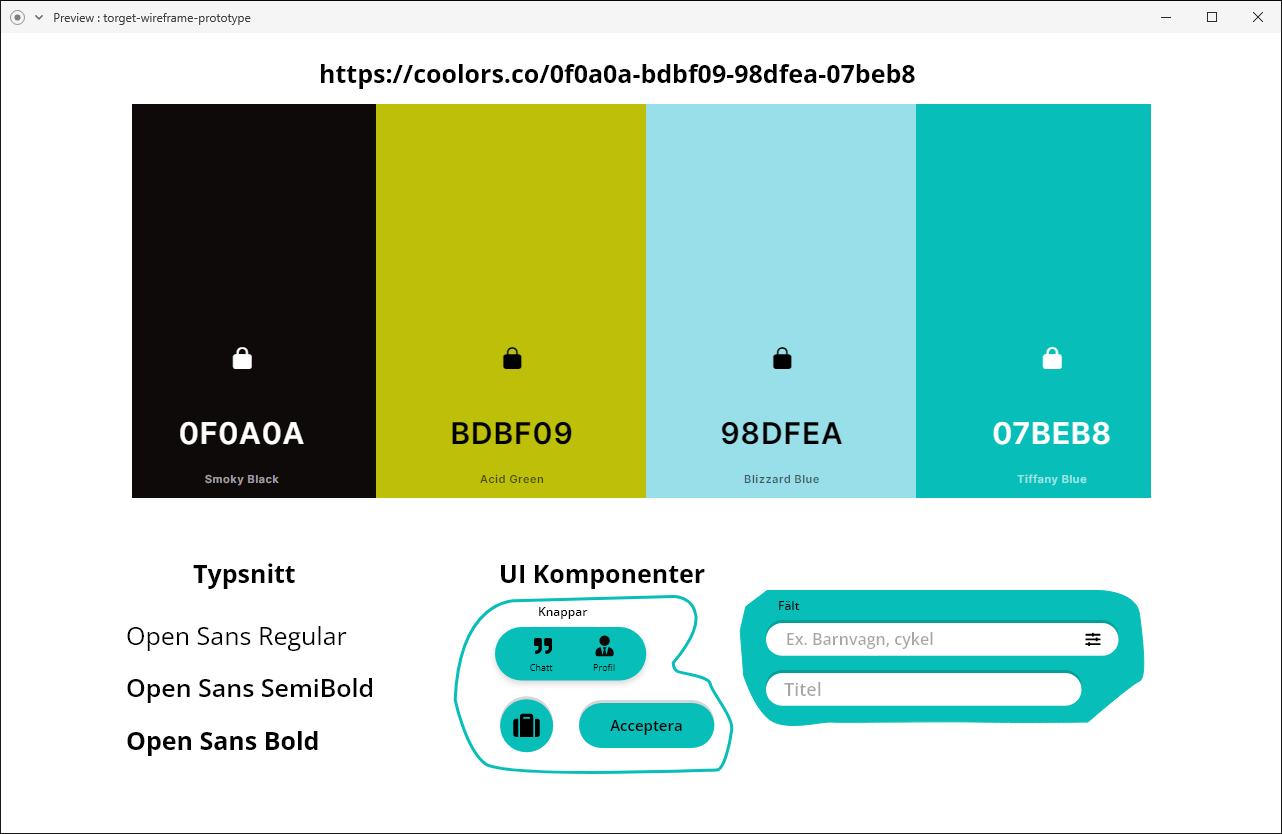 Preview : torget-wireframe-prototype
https://coolors.co/0f0a0a-bdbf09-98dfea-07beb8
0F0A0A
BDBF09
98DFEA
07BEB8
Smoky Black
Acid Green
Blizzard Blue
Tiffany Blue
Typsnitt
Open Sans Regular
Open Sans SemiBold
Open Sans Bold
UI Komponenter
Knappar
Chatt
Profil
Acceptera
Fält
Ex. Barnvagn, cykel
Titel